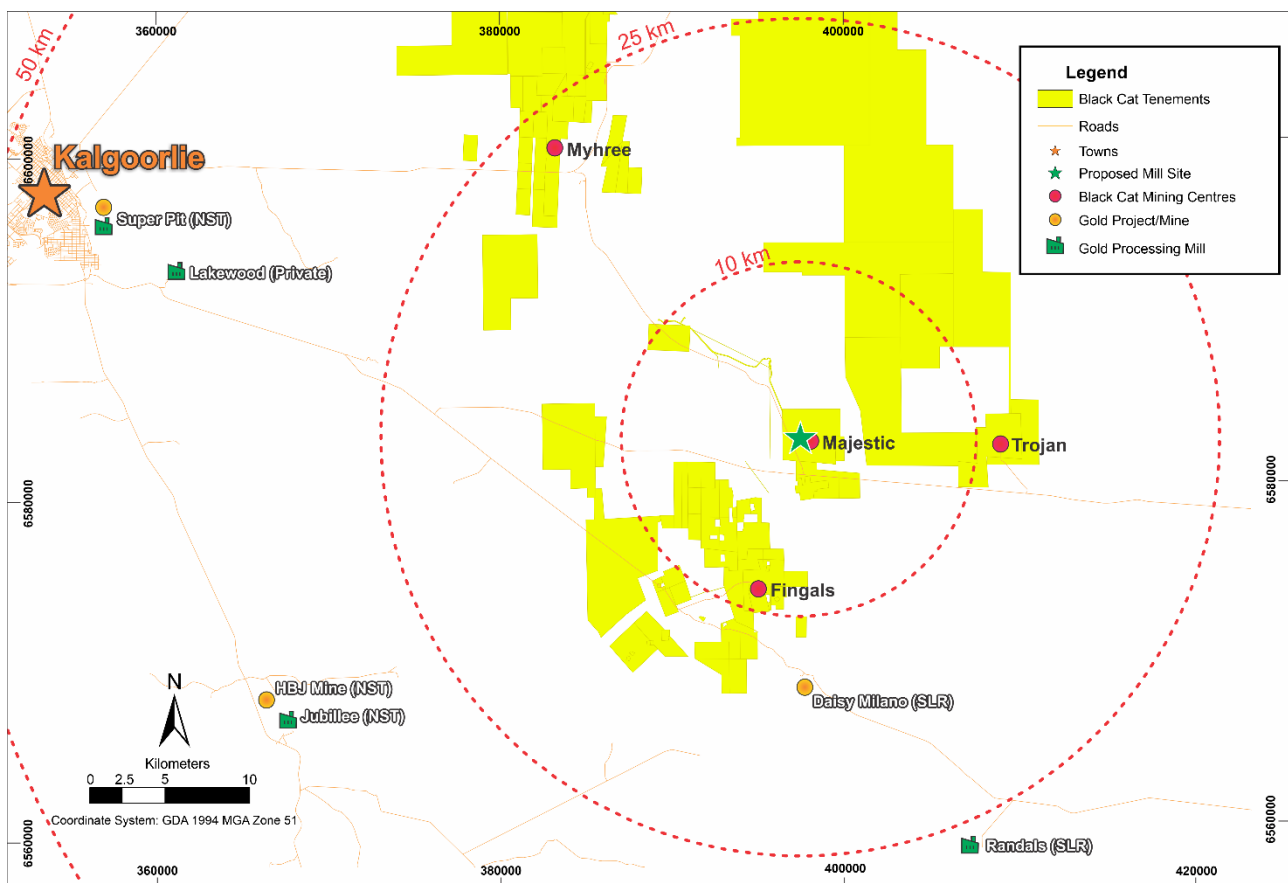 360000
380000
400000
50 km
25 km
Legend
Black Cat Tenements
Roads
Towns
Proposed Mill Site
Black Cat Mining Centres
Gold Project/Mine
Gold Processing Mill
6600000
6600000
Kalgoorlie
Myhree
Super Pit (NST)
Lakewood (Private)
10 km
Majestic
Trojan
6580000
6580000
Fingals
HBJ Mine (NST)
Jubillee (NST)
Daisy Milano (SLR)
N
Kilometers
0 2.5 5 10
Coordinate System: GDA 1994 MGA Zone 51
6560000
6560000
Randals (SLR)
360000
380000
400000
420000